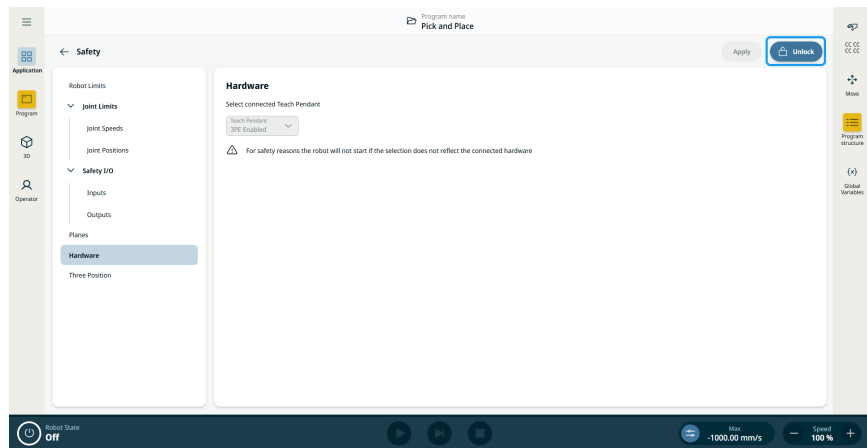 Program name
Pick and Place
Safety
Apply
Unlock
Application
Program
3D
Operator
Robot Limits
Joint Limits
Joint Speeds
Joint Positions
Safety I/O
Inputs
Outputs
Planes
Hardware
Three Position
Hardware
Select connected Teach Pendant
Teach Pendant
3PE Enabled
For safety reasons the robot will not start if the selection does not reflect the connected hardware
CC CC
CC CC
Move
Program
structure
{x}
Global
Variables
Robot State
Off
Max
-1000.00 mm/s
Speed
100 %